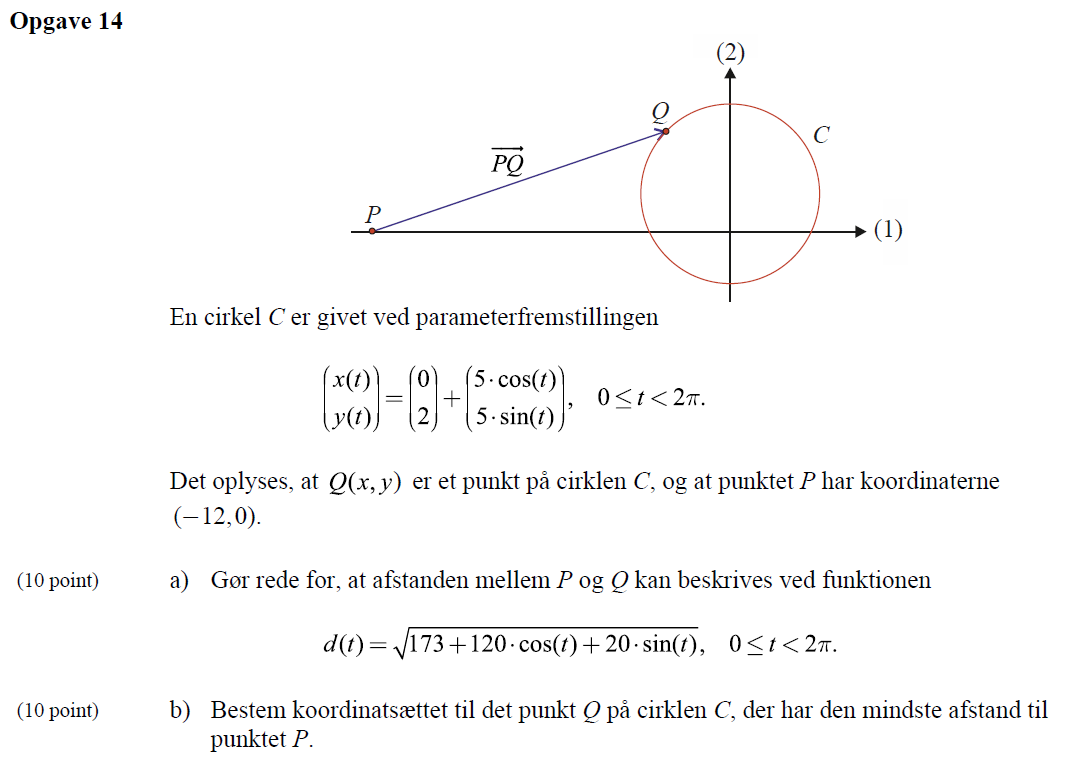 Opgave 14
(2)
Q
C
PQ
P
(1)
En cirkel C er givet ved parameterfremstillingen
(x(t) y(t)) = (0 2) + (5·cos(t) 5·sin(t)), 0 ≤ t < 2π.
Det oplyses, at Q(x, y) er et punkt på cirklen C, og at punktet P har koordinaterne
(−12,0).
(10 point) a) Gør rede for, at afstanden mellem P og Q kan beskrives ved funktionen
d(t) = √173+120·cos(t)+20·sin(t), 0 ≤ t < 2π.
(10 point) b) Bestem koordinatsættet til det punkt Q på cirklen C, der har den mindste afstand til
punktet P.